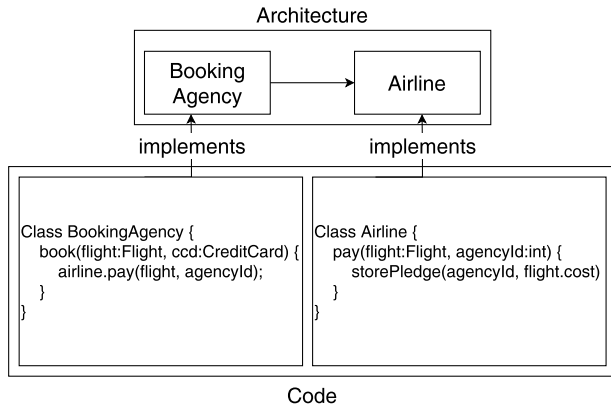 Architecture
Booking
Agency
Airline
implements
implements
Class BookingAgency {
book(flight:Flight, ccd:CreditCard) {
airline.pay(flight, agencyId);
}
}
Class Airline {
pay(flight:Flight, agencyId:int) {
storePledge(agencyId, flight.cost)
}
}
Code